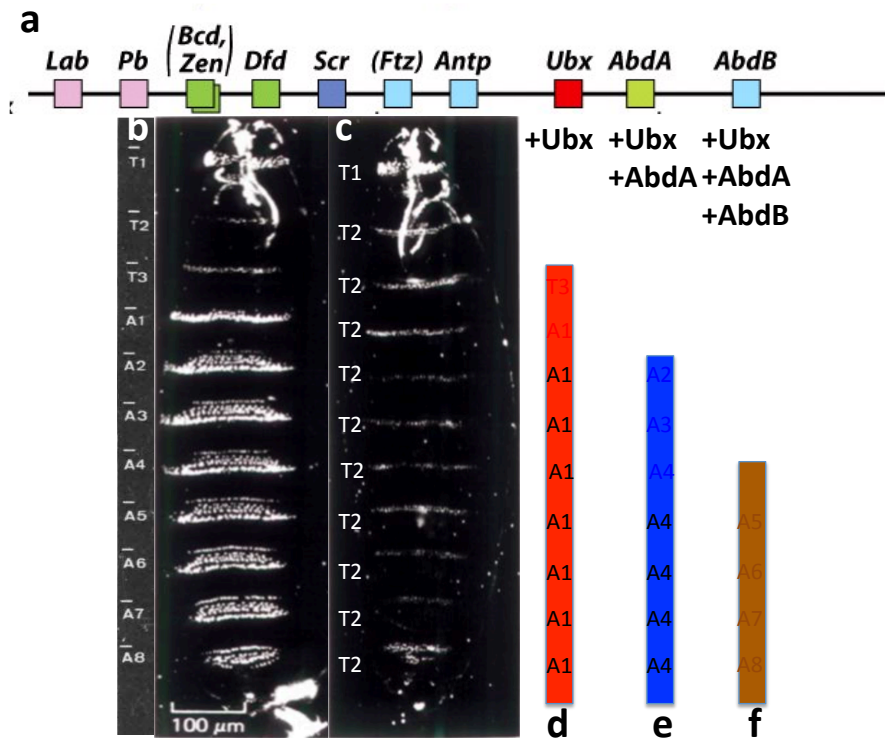 a
(Bcd,
Lab Pb Zen) Dfd Scr (Ftz) Antp Ubx AbdA AbdB
b c
+Ubx +Ubx +Ubx
+AbdA +AbdA
+AbdB
T1 T1
T2 T2
T3 T2 T3
A1 T2 A1
A2 T2 A1 A2
A3 T2 A1 A3
A4 T2 A1 A4
A5 T2 A1 A4 A5
A6 T2 A1 A4 A6
A7 T2 A1 A4 A7
A8 T2 A1 A4 A8
100 µm
d e f